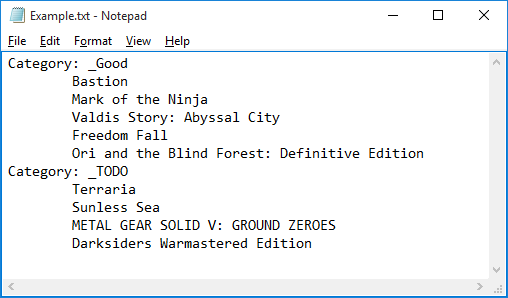 Example.txt - Notepad
File Edit Format View Help
Category: _Good
Bastion
Mark of the Ninja
Valdis Story: Abyssal City
Freedom Fall
Ori and the Blind Forest: Definitive Edition
Category: _TODO
Terraria
Sunless Sea
METAL GEAR SOLID V: GROUND ZEROES
Darksiders Warmastered Edition